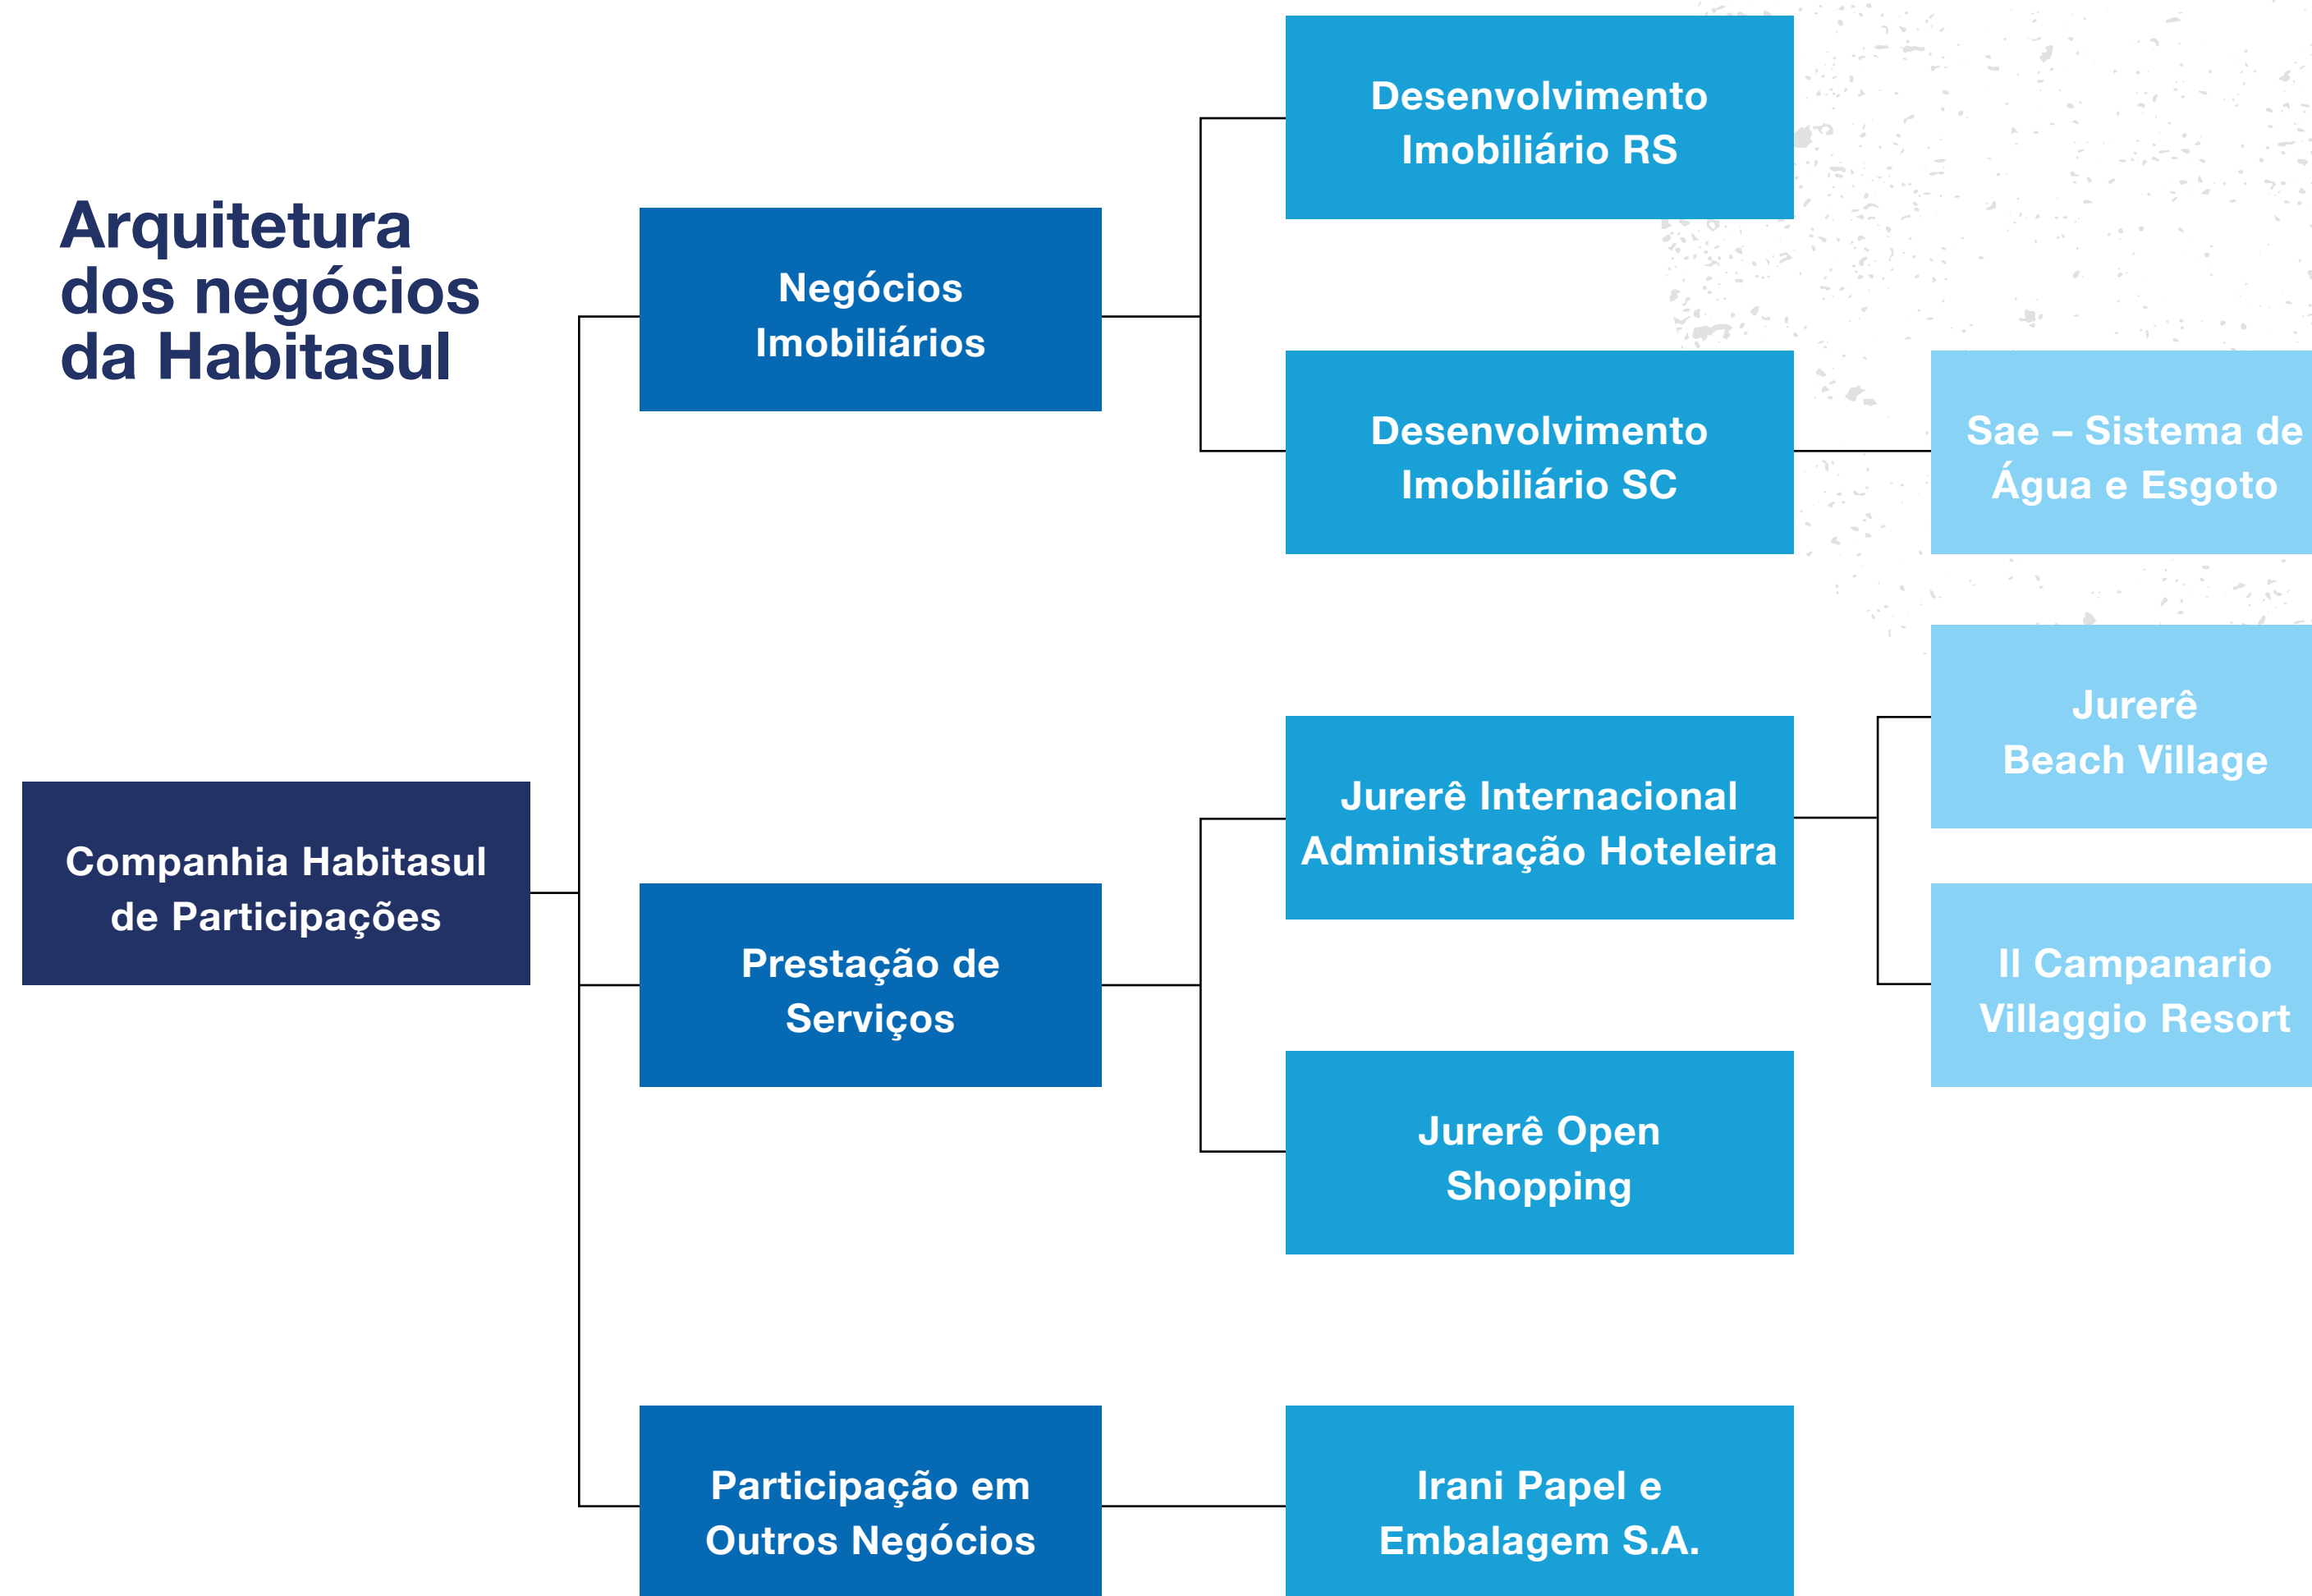 Arquitetura
dos negócios
da Habitasul
Companhia Habitasul
de Participações
Negócios
Imobiliários
Desenvolvimento
Imobiliário RS
Desenvolvimento
Imobiliário SC
Sae – Sistema de
Água e Esgoto
Prestação de
Serviços
Jurerê Internacional
Administração Hoteleira
Jurerê
Beach Village
Il Campanario
Villaggio Resort
Jurerê Open
Shopping
Participação em
Outros Negócios
Irani Papel e
Embalagem S.A.